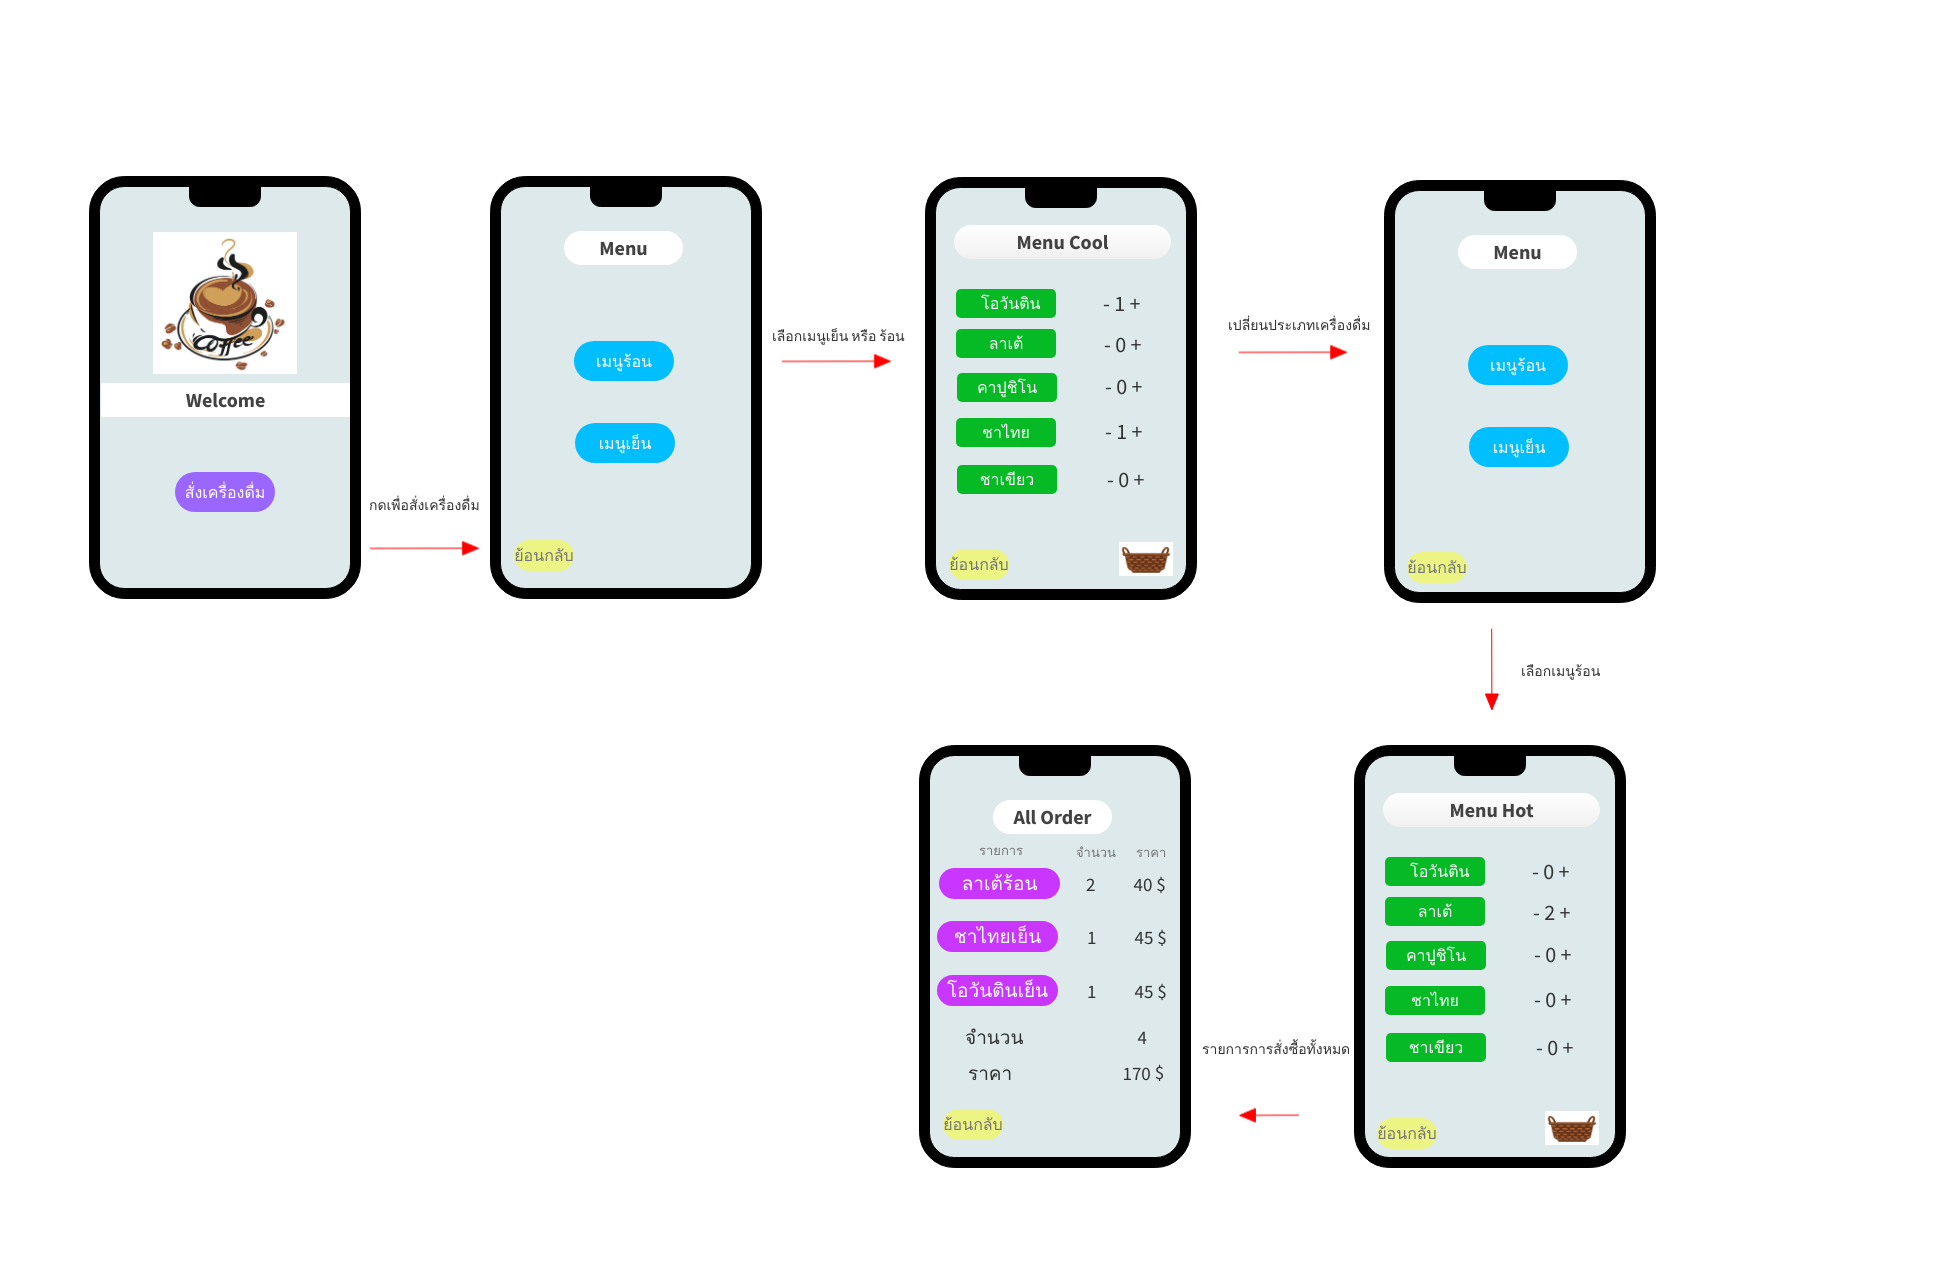 Coffee
Welcome
สั่งเครื่องดื่ม
กดเพื่อสั่งเครื่องดื่ม
Menu
เมนูร้อน
เมนูเย็น
ย้อนกลับ
เลือกเมนูเย็น หรือ ร้อน
Menu Cool
โอวันติน - 1 +
ลาเต้ - 0 +
คาปูชิโน - 0 +
ชาไทย - 1 +
ชาเขียว - 0 +
ย้อนกลับ
เปลี่ยนประเภทเครื่องดื่ม
Menu
เมนูร้อน
เมนูเย็น
ย้อนกลับ
เลือกเมนูร้อน
Menu Hot
โอวันติน - 0 +
ลาเต้ - 2 +
คาปูชิโน - 0 +
ชาไทย - 0 +
ชาเขียว - 0 +
ย้อนกลับ
รายการการสั่งซื้อทั้งหมด
All Order
รายการ จำนวน ราคา
ลาเต้ร้อน 2 40 $
ชาไทยเย็น 1 45 $
โอวันตินเย็น 1 45 $
จำนวน 4
ราคา 170 $
ย้อนกลับ